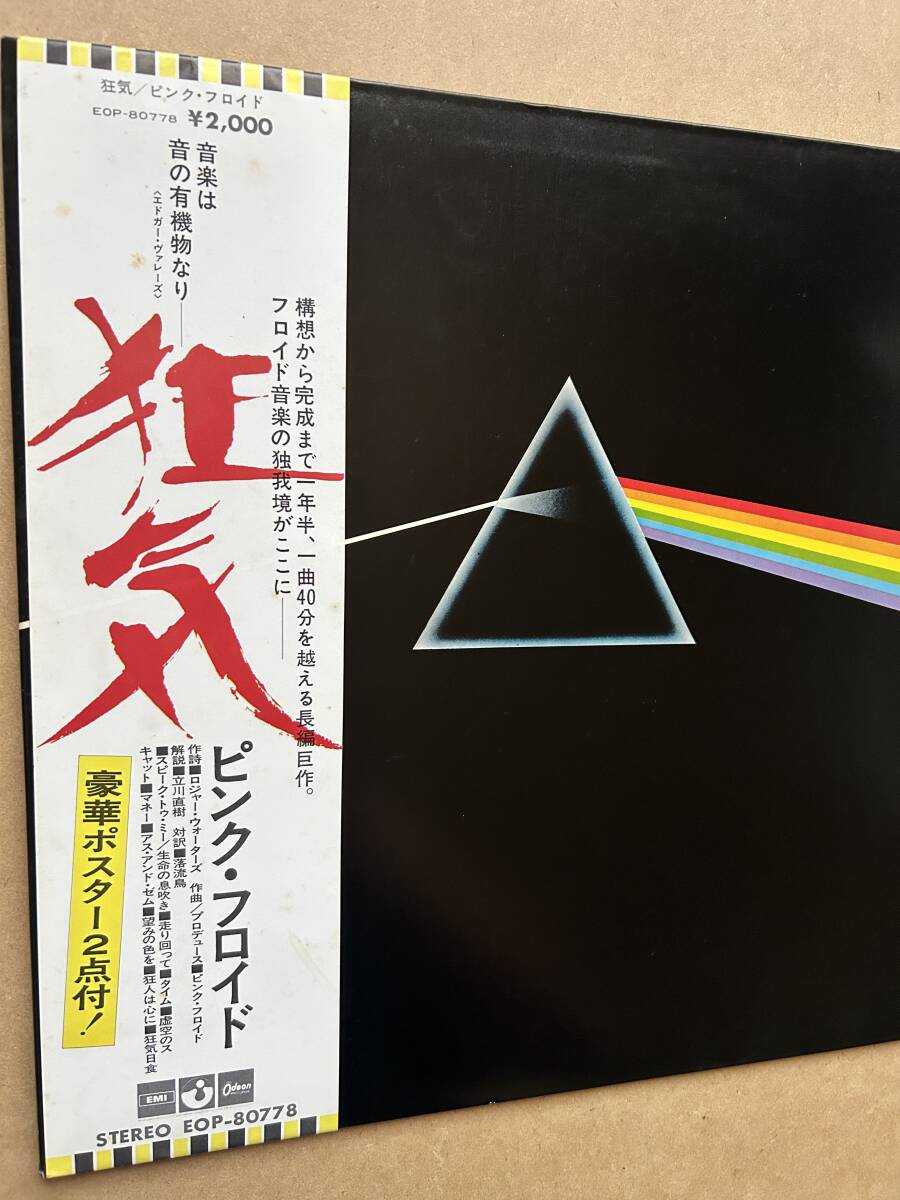 狂気/ピンク・フロイド
EOP-80778 ¥2,000
音楽は
音の有機物なり——
〈エドガー・ヴァレーズ〉
構想から完成まで一年半、一曲40分を越える長編巨作。
フロイド音楽の独我境がここに——
狂気
ピンク・フロイド
作詩■ロジャー・ウォーターズ 作曲/プロデュース■ピンク・フロイド
解説■立川直樹 対訳■落流鳥
■スピーク・トゥ・ミー/生命の息吹き■走り回って■タイム■虚空のス
キャット■マネー■アス・アンド・ゼム■望みの色を■狂人は心に■狂気日食
豪華ポスター2点付!
EMI
Odeon
STEREO EOP-80778